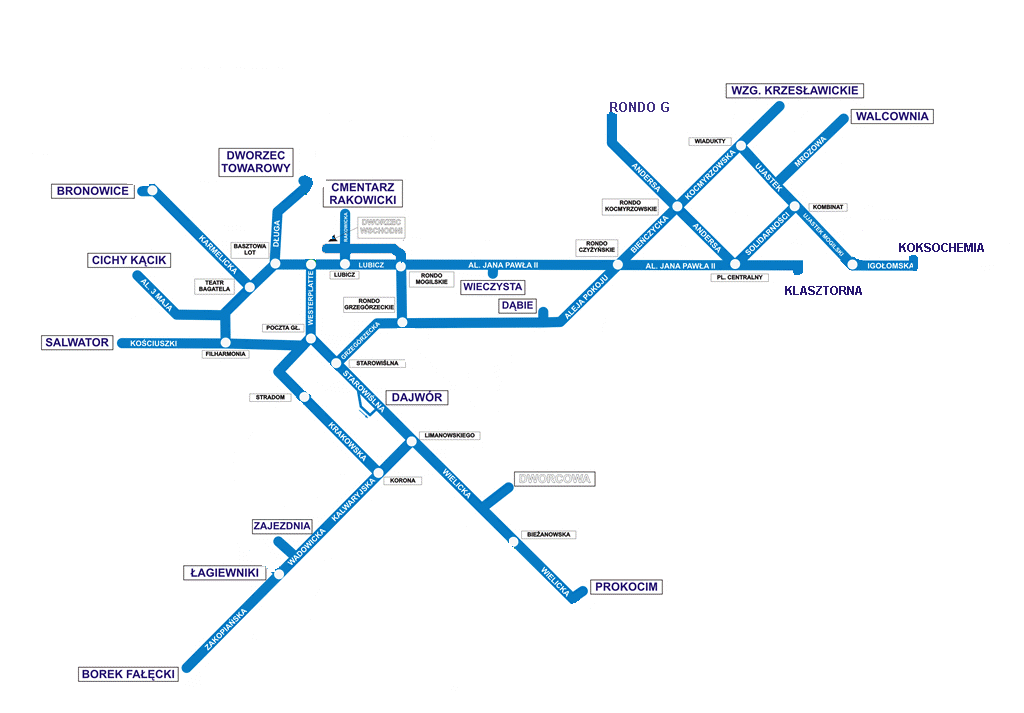 WZG. KRZESŁAWICKIE
RONDO G
WALCOWNIA
WIADUKTY
DWORZEC
TOWAROWY
MROZOWA
UJASTEK
KOCMYRZOWSKA
ANDERSA
CMENTARZ
RAKOWICKI
BRONOWICE
RONDO
KOCMYRZOWSKIE
KOMBINAT
RAKOWICKA
DWORZEC
WSCHODNI
DŁUGA
KARMELICKA
BASZTOWA
LOT
RONDO
CZYŻYŃSKIE
BIEŃCZYCKA
ANDERSA
SOLIDARNOŚCI
UJASTEK MOGILSKI
KOKSOCHEMIA
CICHY KĄCIK
LUBICZ
LUBICZ
AL. JANA PAWŁA II
AL. JANA PAWŁA II
IGOŁOMSKA
RONDO
MOGILSKIE
PL. CENTRALNY
AL. 3 MAJA
TEATR
BAGATELA
WESTERPLATTE
WIECZYSTA
KLASZTORNA
RONDO
GRZEGÓRZECKIE
DĄBIE
ALEJA POKOJU
POCZTA GŁ.
SALWATOR
KOŚCIUSZKI
FILHARMONIA
GRZEGÓRZECKA
STAROWIŚLNA
STAROWIŚLNA
STRADOM
DAJWÓR
KRAKOWSKA
LIMANOWSKIEGO
KORONA
WIELICKA
DWORCOWA
KALWARYJSKA
ZAJEZDNIA
WADOWICKA
BIEŻANOWSKA
ŁAGIEWNIKI
WIELICKA
PROKOCIM
ZAKOPIAŃSKA
BOREK FAŁĘCKI